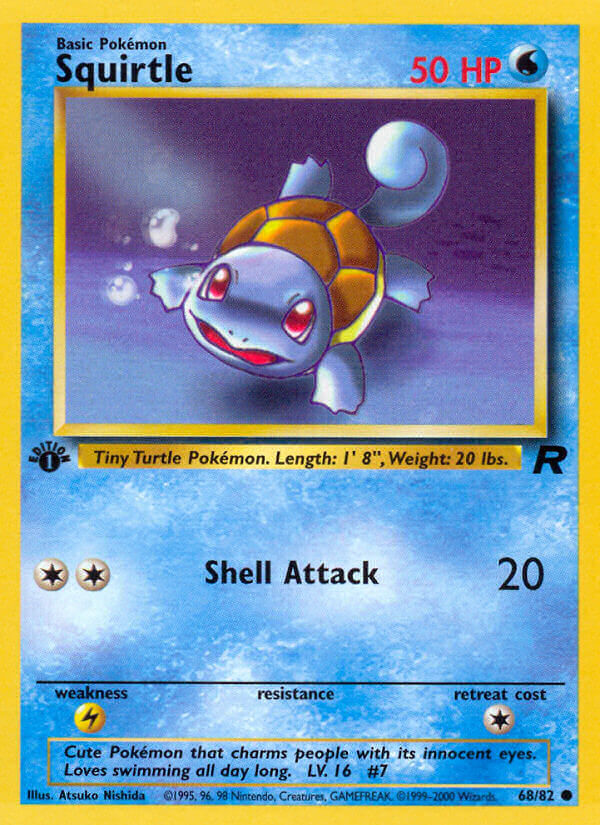 Basic Pokémon
Squirtle 50 HP
EDITION
1
Tiny Turtle Pokémon. Length: 1' 8", Weight: 20 lbs. R
Shell Attack 20
weakness resistance retreat cost
Cute Pokémon that charms people with its innocent eyes.
Loves swimming all day long. LV. 16 #7
Illus. Atsuko Nishida ©1995, 96, 98 Nintendo, Creatures, GAMEFREAK. ©1999-2000 Wizards. 68/82